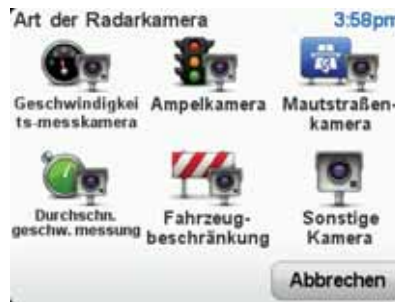 Art der Radarkamera 3:58pm
Geschwindigkei Ampelkamera Mautstraßen-
ts-messkamera kamera
Durchschn. Fahrzeug- Sonstige
geschw. messung beschränkung Kamera
Abbrechen